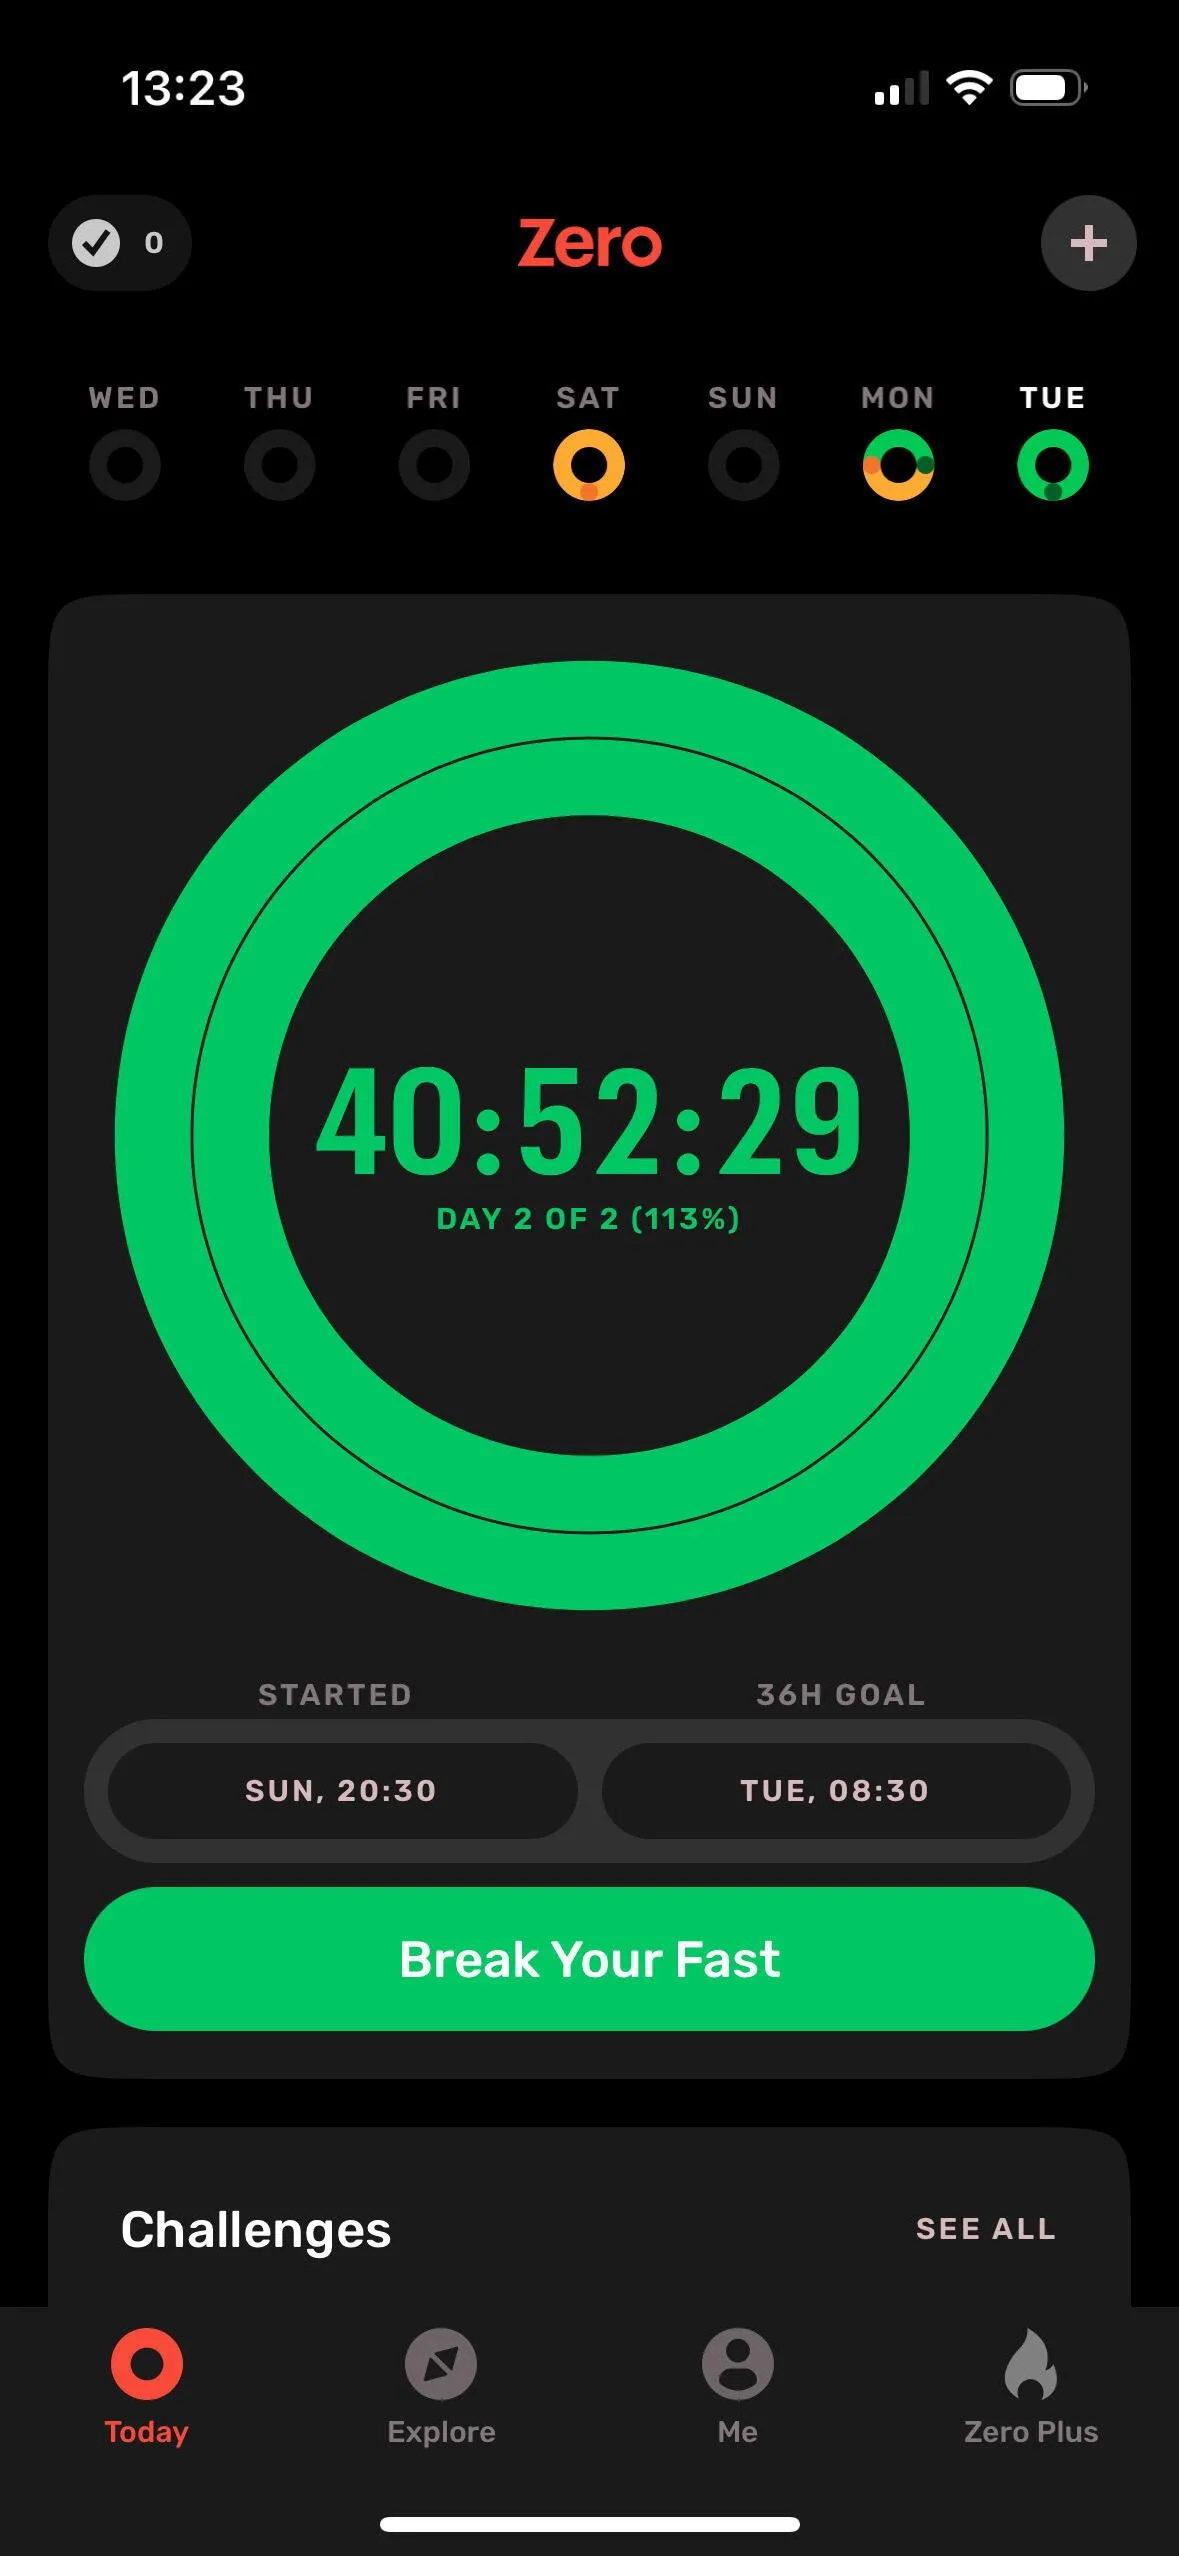 13:23
0
Zero
WED THU FRI SAT SUN MON TUE
40:52:29
DAY 2 OF 2 (113%)
STARTED 36H GOAL
SUN, 20:30 TUE, 08:30
Break Your Fast
Challenges SEE ALL
Today Explore Me Zero Plus